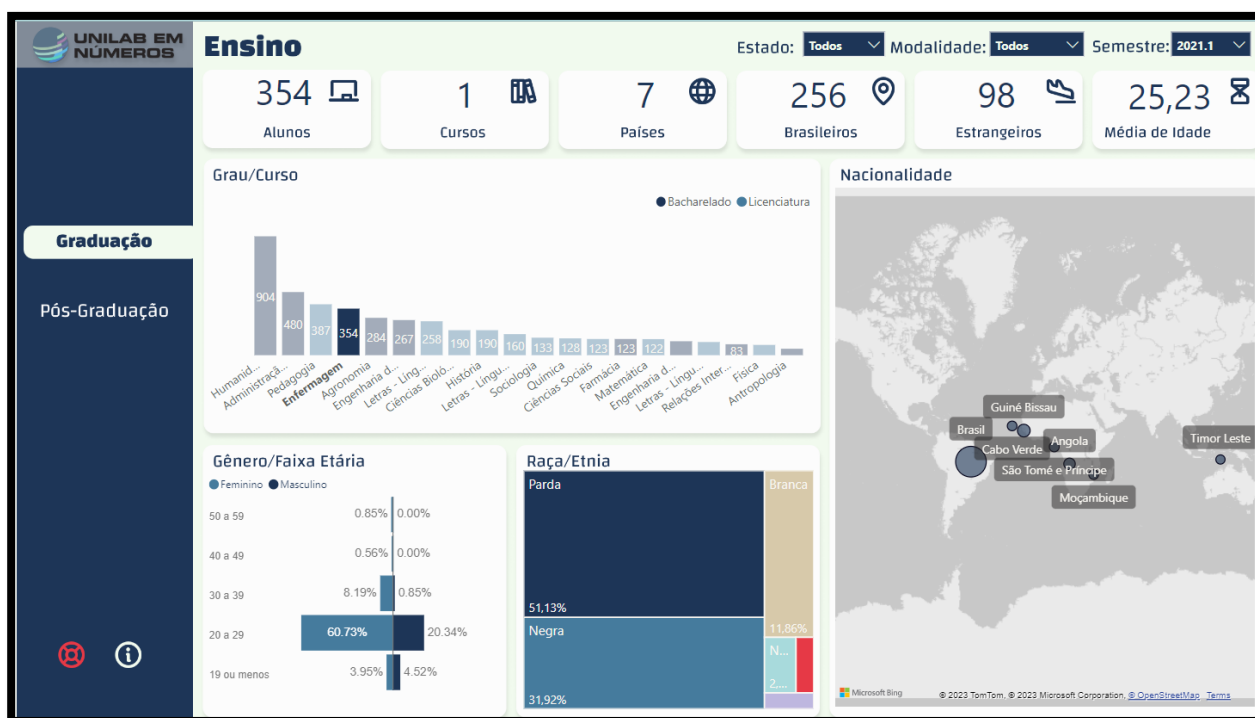 UNILAB EM
NÚMEROS
Ensino
Estado: Todos Modalidade: Todos Semestre: 2021.1
354
Alunos
1
Cursos
7
Países
256
Brasileiros
98
Estrangeiros
25,23
Média de Idade
Graduação
Pós-Graduação
Grau/Curso
Bacharelado Licenciatura
904
480
387
354
284
267
258
190
190
160
133
128
123
123
122
83
Humanid...
Administraçã...
Pedagogia
Enfermagem
Agronomia
Engenharia d...
Letras - Ling...
Ciências Bioló...
História
Letras - Lingu...
Sociologia
Química
Ciências Sociais
Farmácia
Matemática
Engenharia d...
Letras - Lingu...
Relações Inter...
Física
Antropologia
Gênero/Faixa Etária
Feminino Masculino
50 a 59 0.85% 0.00%
40 a 49 0.56% 0.00%
30 a 39 8.19% 0.85%
20 a 29 60.73% 20.34%
19 ou menos 3.95% 4.52%
Raça/Etnia
Parda
51,13%
Negra
31,92%
Branca
11,86%
N...
2,...
Nacionalidade
Guiné Bissau
Brasil
Cabo Verde
Angola
São Tomé e Príncipe
Moçambique
Timor Leste
Microsoft Bing
© 2023 TomTom, © 2023 Microsoft Corporation, © OpenStreetMap Terms